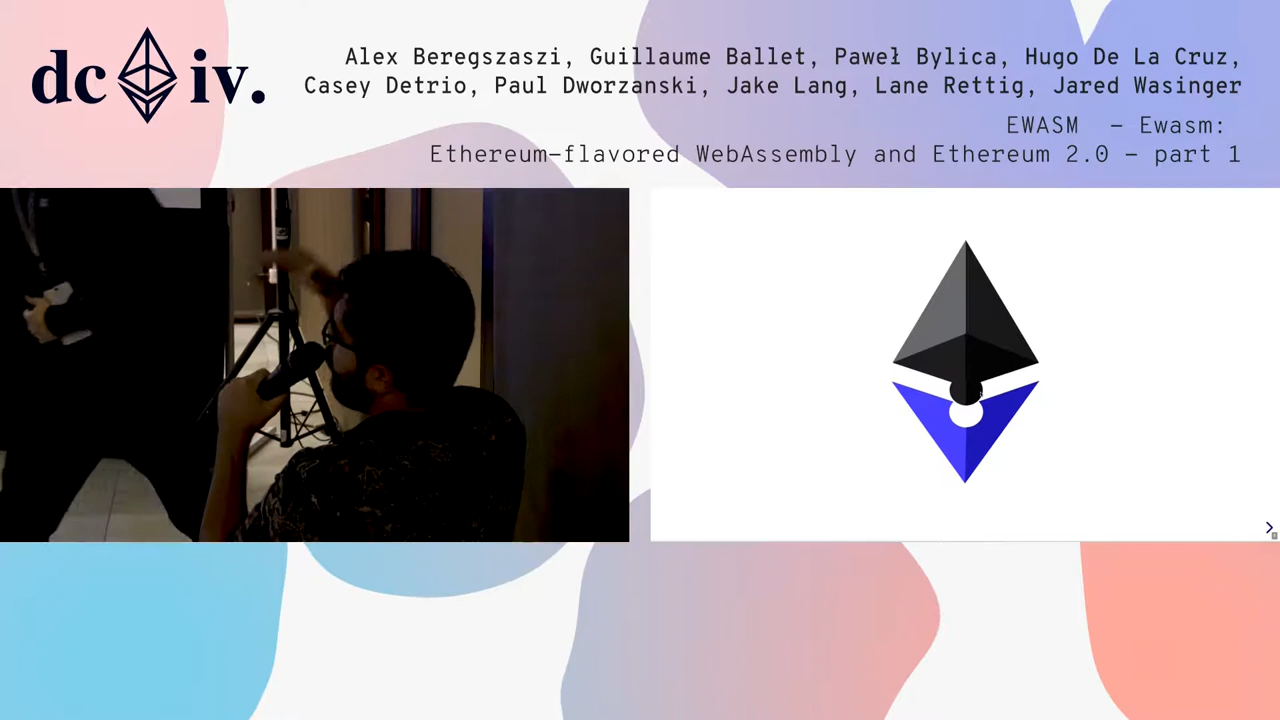 dc iv.
Alex Beregszaszi, Guillaume Ballet, Paweł Bylica, Hugo De La Cruz,
Casey Detrio, Paul Dworzanski, Jake Lang, Lane Rettig, Jared Wasinger
EWASM - Ewasm:
Ethereum-flavored WebAssembly and Ethereum 2.0 - part 1